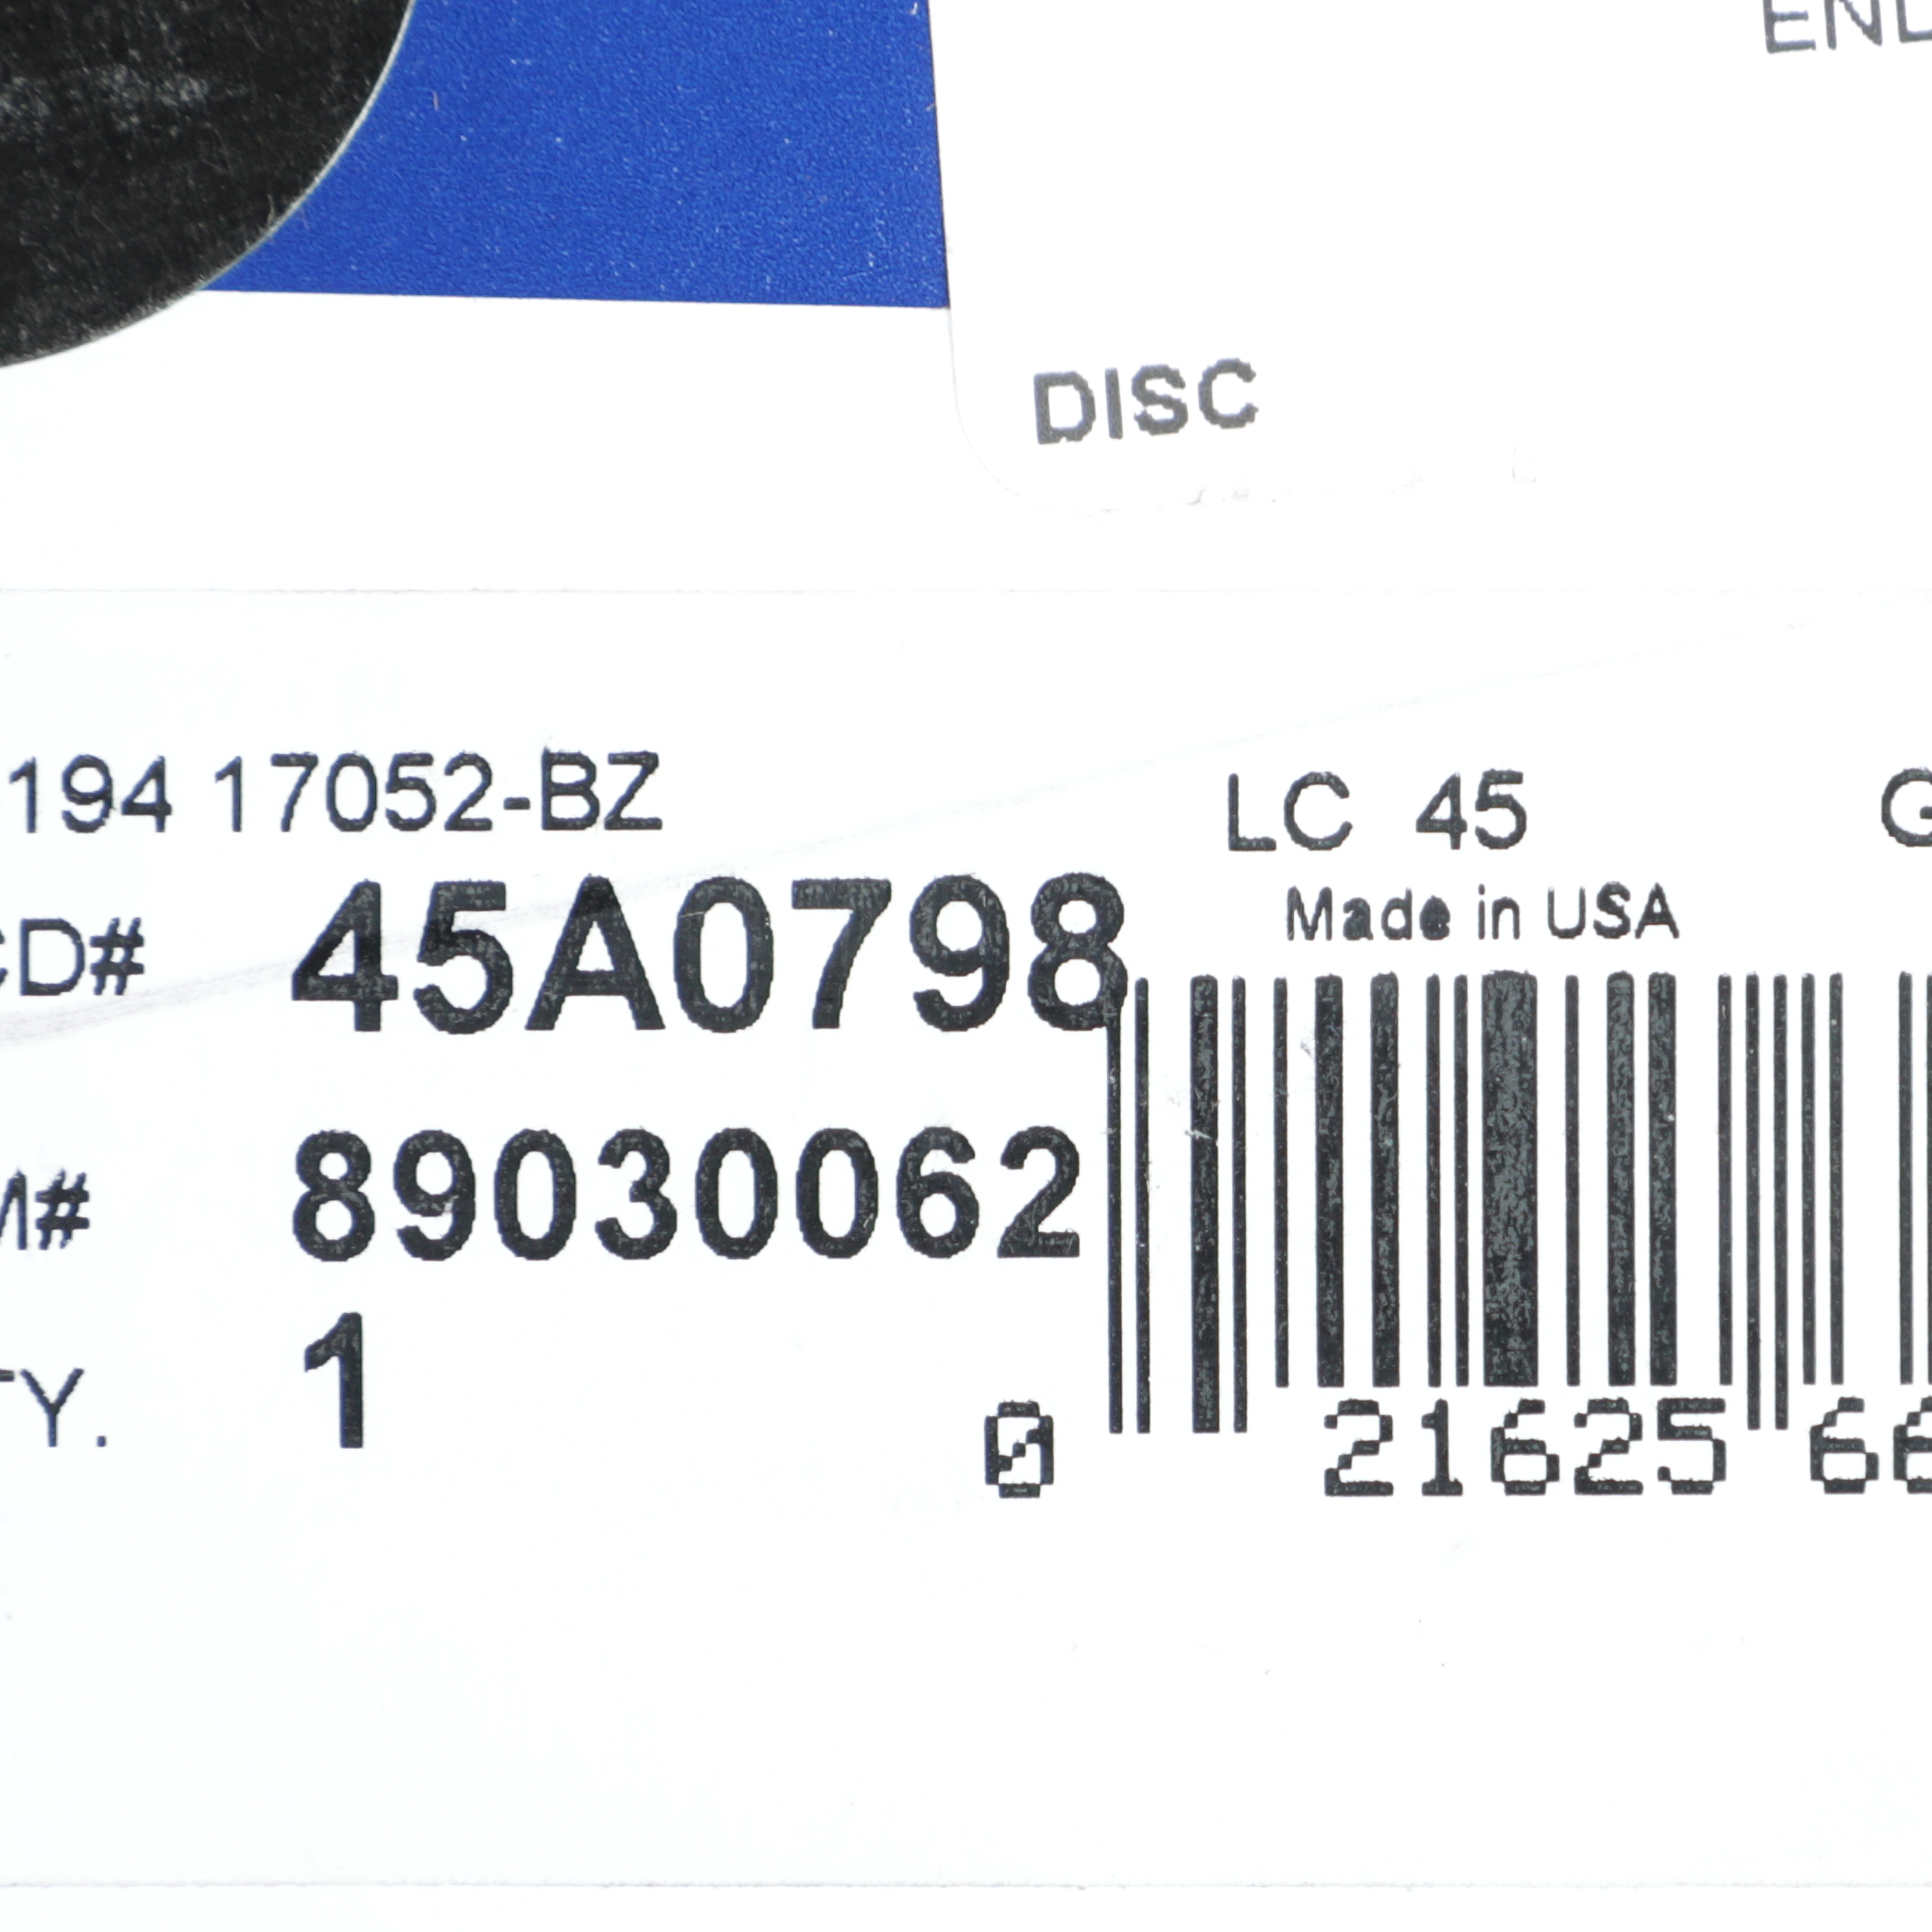 END
DISC
194 17052-BZ
LC 45
G
Made in USA
CD# 45A0798
M# 89030062
TY. 1
0 21625 66